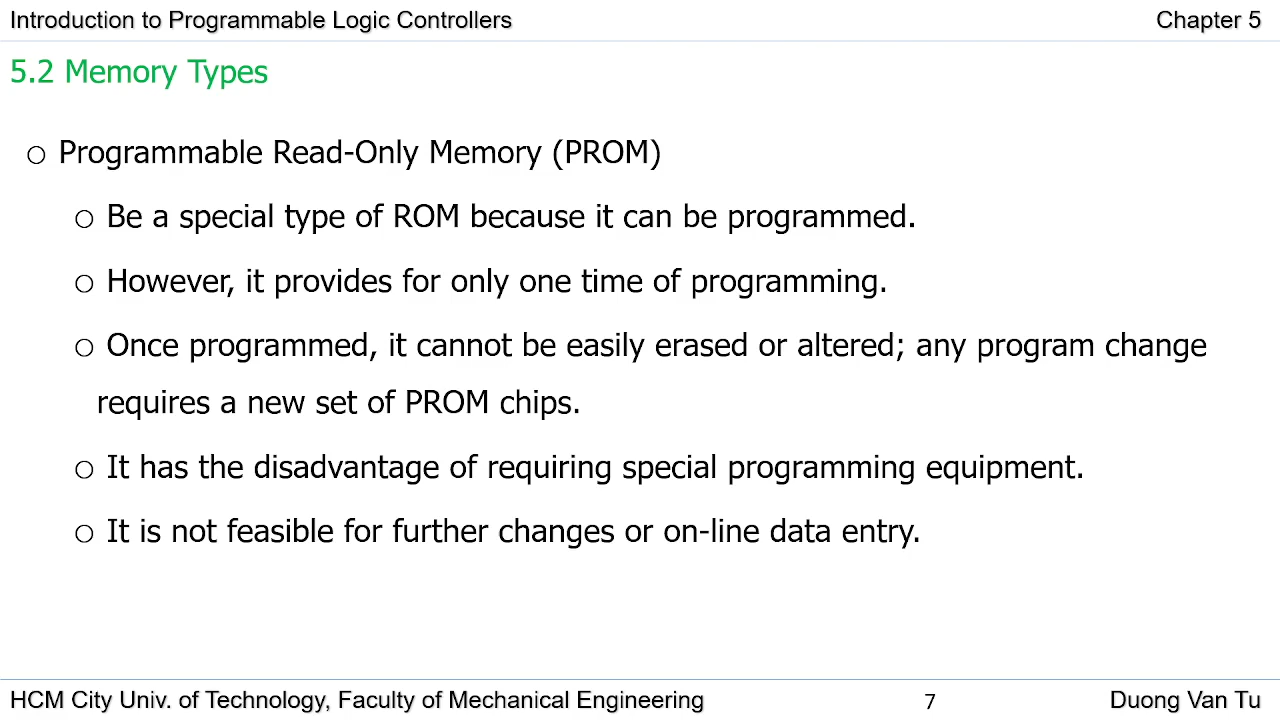 Introduction to Programmable Logic Controllers Chapter 5
5.2 Memory Types
○ Programmable Read-Only Memory (PROM)
○ Be a special type of ROM because it can be programmed.
○ However, it provides for only one time of programming.
○ Once programmed, it cannot be easily erased or altered; any program change
requires a new set of PROM chips.
○ It has the disadvantage of requiring special programming equipment.
○ It is not feasible for further changes or on-line data entry.
HCM City Univ. of Technology, Faculty of Mechanical Engineering 7 Duong Van Tu